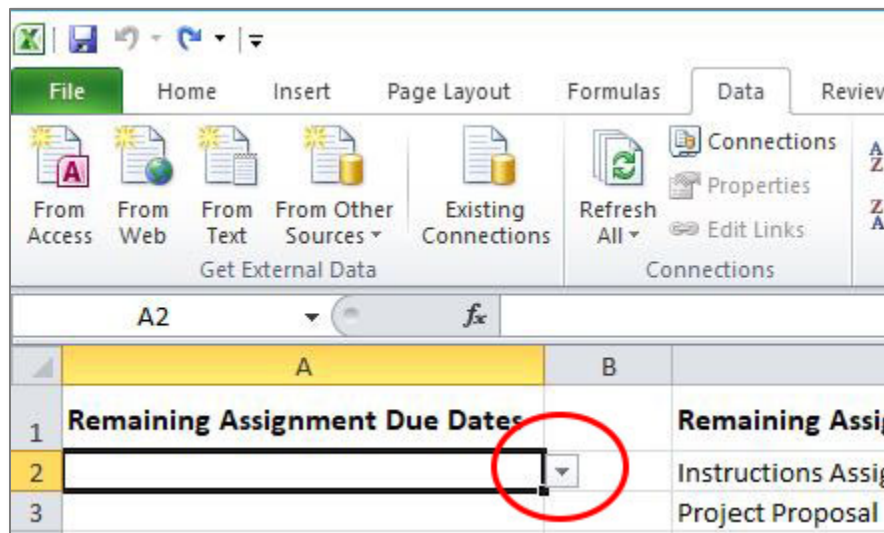 File Home Insert Page Layout Formulas Data Review
From Access
From Web
From Text
From Other Sources
Existing Connections
Refresh All
Connections
Properties
Edit Links
A Z
Z A
Get External Data
Connections
A2
fx
A B
1 Remaining Assignment Due Dates Remaining Assig
2 Instructions Assig
3 Project Proposal